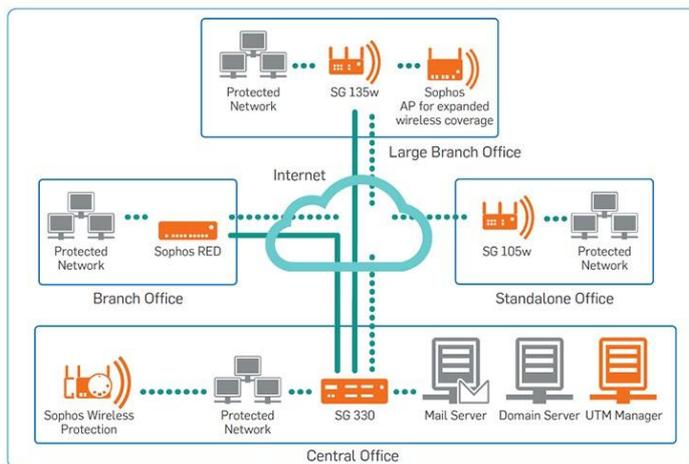 Protected
Network
SG 135w
Sophos
AP for expanded
wireless coverage
Large Branch Office
Internet
Protected
Network
Sophos RED
Branch Office
SG 105w
Protected
Network
Standalone Office
Sophos Wireless
Protection
Protected
Network
SG 330
Mail Server
Domain Server
UTM Manager
Central Office